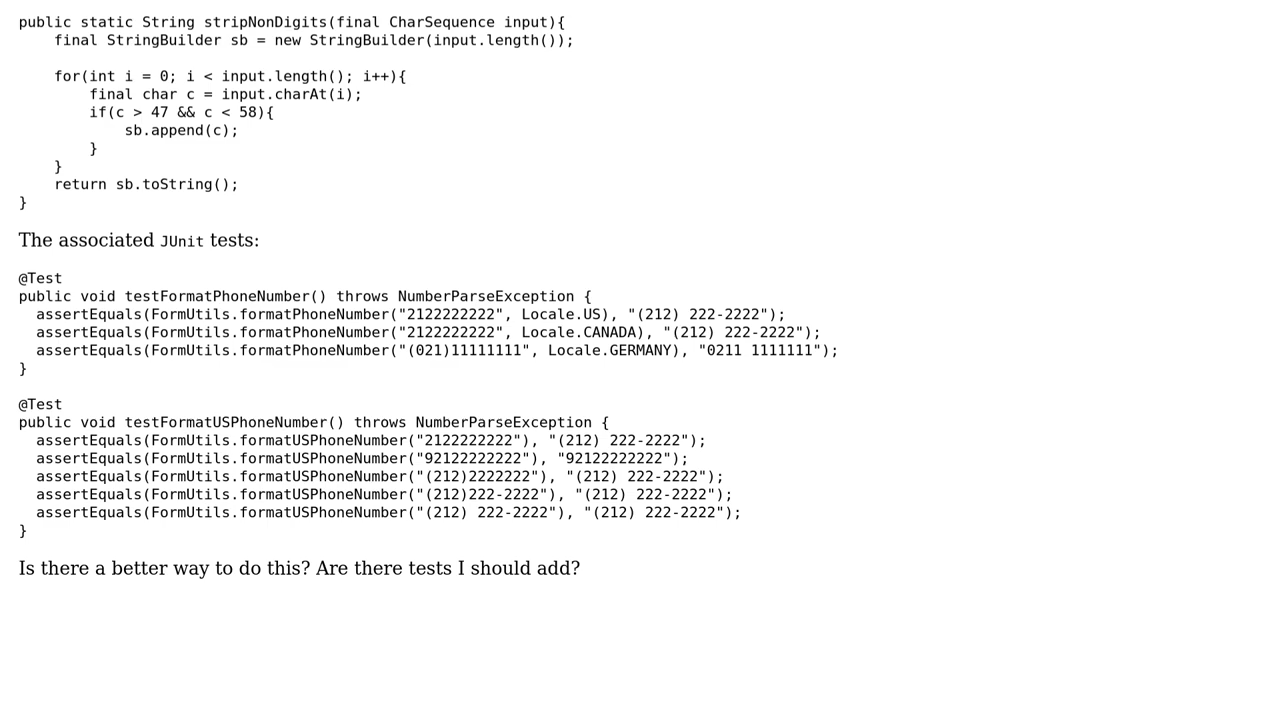 public static String stripNonDigits(final CharSequence input){
    final StringBuilder sb = new StringBuilder(input.length());

    for(int i = 0; i < input.length(); i++){
        final char c = input.charAt(i);
        if(c > 47 && c < 58){
            sb.append(c);
        }
    }
    return sb.toString();
}
The associated JUnit tests:
@Test
public void testFormatPhoneNumber() throws NumberParseException {
  assertEquals(FormUtils.formatPhoneNumber("2122222222", Locale.US), "(212) 222-2222");
  assertEquals(FormUtils.formatPhoneNumber("2122222222", Locale.CANADA), "(212) 222-2222");
  assertEquals(FormUtils.formatPhoneNumber("(021)11111111", Locale.GERMANY), "0211 1111111");
}

@Test
public void testFormatUSPhoneNumber() throws NumberParseException {
  assertEquals(FormUtils.formatUSPhoneNumber("2122222222"), "(212) 222-2222");
  assertEquals(FormUtils.formatUSPhoneNumber("92122222222"), "92122222222");
  assertEquals(FormUtils.formatUSPhoneNumber("(212)2222222"), "(212) 222-2222");
  assertEquals(FormUtils.formatUSPhoneNumber("(212)222-2222"), "(212) 222-2222");
  assertEquals(FormUtils.formatUSPhoneNumber("(212) 222-2222"), "(212) 222-2222");
}
Is there a better way to do this? Are there tests I should add?